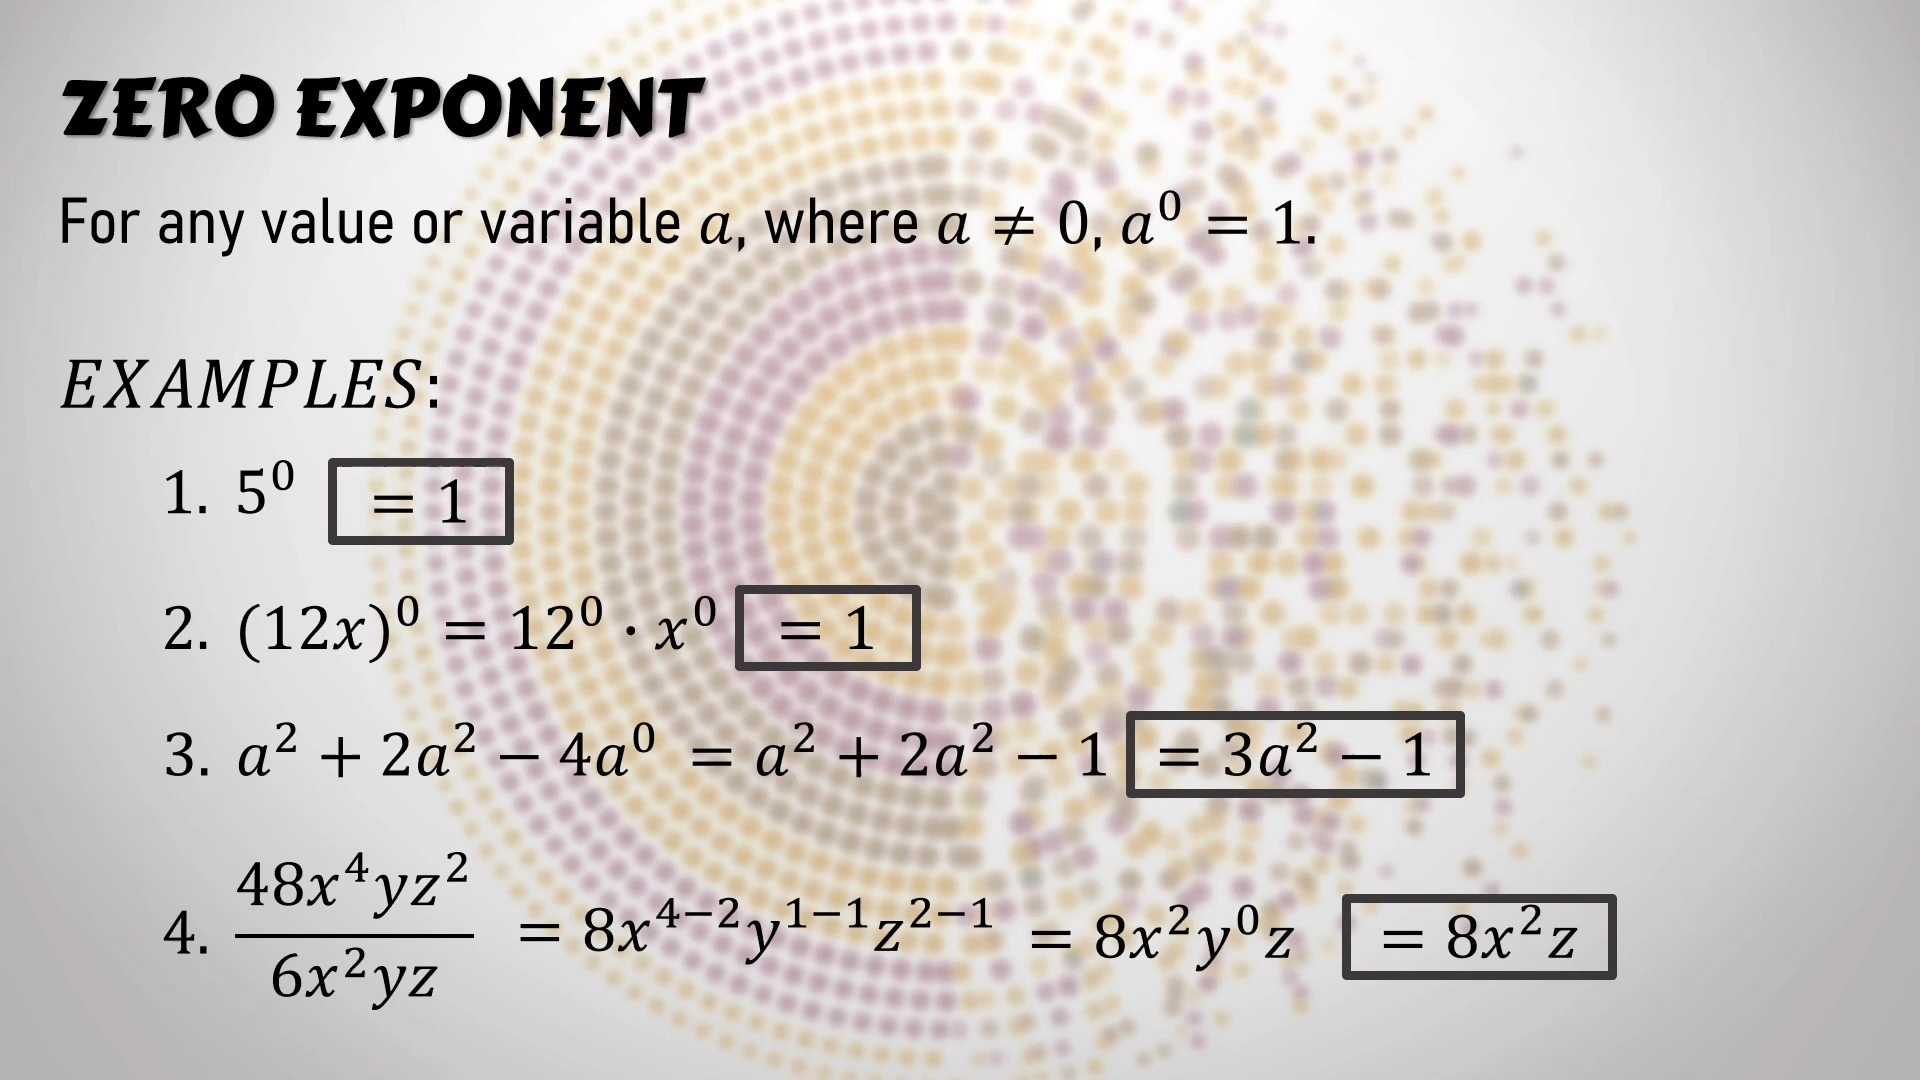 ZERO EXPONENT
For any value or variable a, where a ≠ 0, a⁰ = 1.
EXAMPLES:
1. 5⁰ = 1
2. (12x)⁰ = 12⁰ · x⁰ = 1
3. a² + 2a² − 4a⁰ = a² + 2a² − 1 = 3a² − 1
4. 48x⁴yz² / 6x²yz = 8x⁴⁻²y¹⁻¹z²⁻¹ = 8x²y⁰z = 8x²z